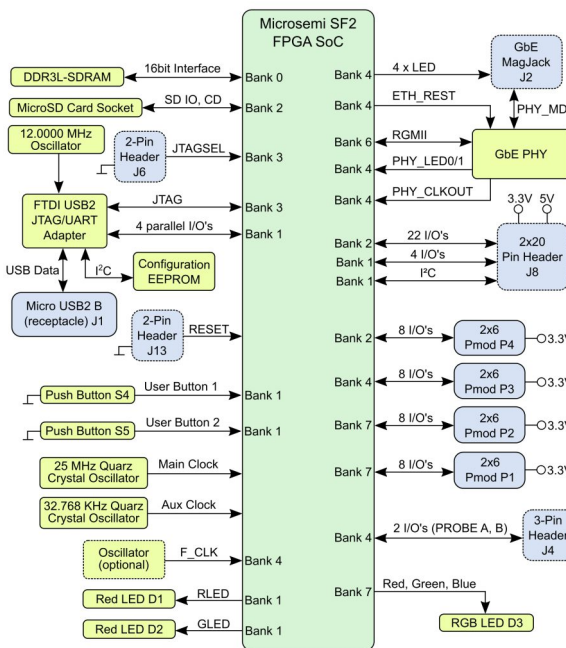 Microsemi SF2
FPGA SoC
DDR3L-SDRAM
16bit Interface
Bank 0
MicroSD Card Socket
SD IO, CD
Bank 2
12.0000 MHz
Oscillator
2-Pin
Header
J6
JTAGSEL
Bank 3
FTDI USB2
JTAG/UART
Adapter
JTAG
Bank 3
4 parallel I/O's
Bank 1
USB Data
I²C
Configuration
EEPROM
Micro USB2 B
(receptacle) J1
2-Pin
Header
J13
RESET
Push Button S4
User Button 1
Bank 1
Push Button S5
User Button 2
Bank 1
25 MHz Quarz
Crystal Oscillator
Main Clock
32.768 KHz Quarz
Crystal Oscillator
Aux Clock
Oscillator
(optional)
F_CLK
Bank 4
Red LED D1
RLED
Bank 1
Red LED D2
GLED
Bank 1
Bank 4
4 x LED
GbE
MagJack
J2
Bank 4
ETH_REST
PHY_MD
Bank 6
RGMII
GbE PHY
Bank 4
PHY_LED0/1
Bank 4
PHY_CLKOUT
3.3V
5V
Bank 2
22 I/O's
Bank 1
4 I/O's
Bank 1
I²C
2x20
Pin Header
J8
Bank 2
8 I/O's
2x6
Pmod P4
3.3V
Bank 4
8 I/O's
2x6
Pmod P3
3.3V
Bank 7
8 I/O's
2x6
Pmod P2
3.3V
Bank 7
8 I/O's
2x6
Pmod P1
3.3V
Bank 4
2 I/O's (PROBE A, B)
3-Pin
Header
J4
Bank 7
Red, Green, Blue
RGB LED D3